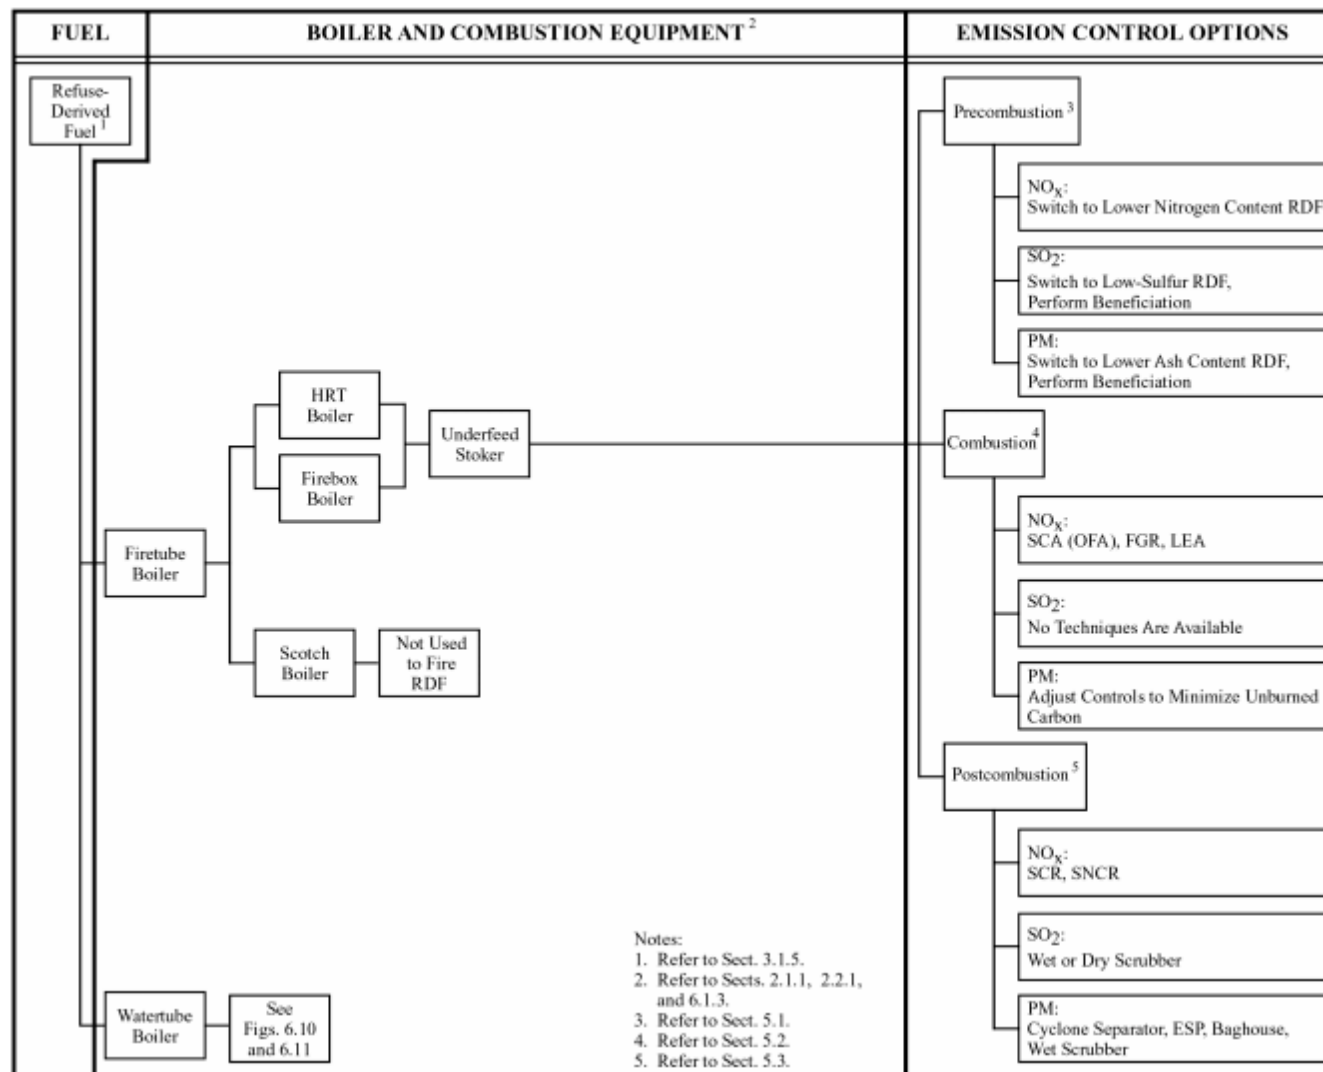 FUEL
BOILER AND COMBUSTION EQUIPMENT 2
EMISSION CONTROL OPTIONS
Refuse-
Derived
Fuel 1
Firetube
Boiler
Watertube
Boiler
See
Figs. 6.10
and 6.11
HRT
Boiler
Firebox
Boiler
Underfeed
Stoker
Scotch
Boiler
Not Used
to Fire
RDF
Notes:
1. Refer to Sect. 3.1.5.
2. Refer to Sects. 2.1.1, 2.2.1,
and 6.1.3.
3. Refer to Sect. 5.1.
4. Refer to Sect. 5.2.
5. Refer to Sect. 5.3.
Precombustion 3
NOx:
Switch to Lower Nitrogen Content RDF
SO2:
Switch to Low-Sulfur RDF,
Perform Beneficiation
PM:
Switch to Lower Ash Content RDF,
Perform Beneficiation
Combustion 4
NOx:
SCA (OFA), FGR, LEA
SO2:
No Techniques Are Available
PM:
Adjust Controls to Minimize Unburned
Carbon
Postcombustion 5
NOx:
SCR, SNCR
SO2:
Wet or Dry Scrubber
PM:
Cyclone Separator, ESP, Baghouse,
Wet Scrubber